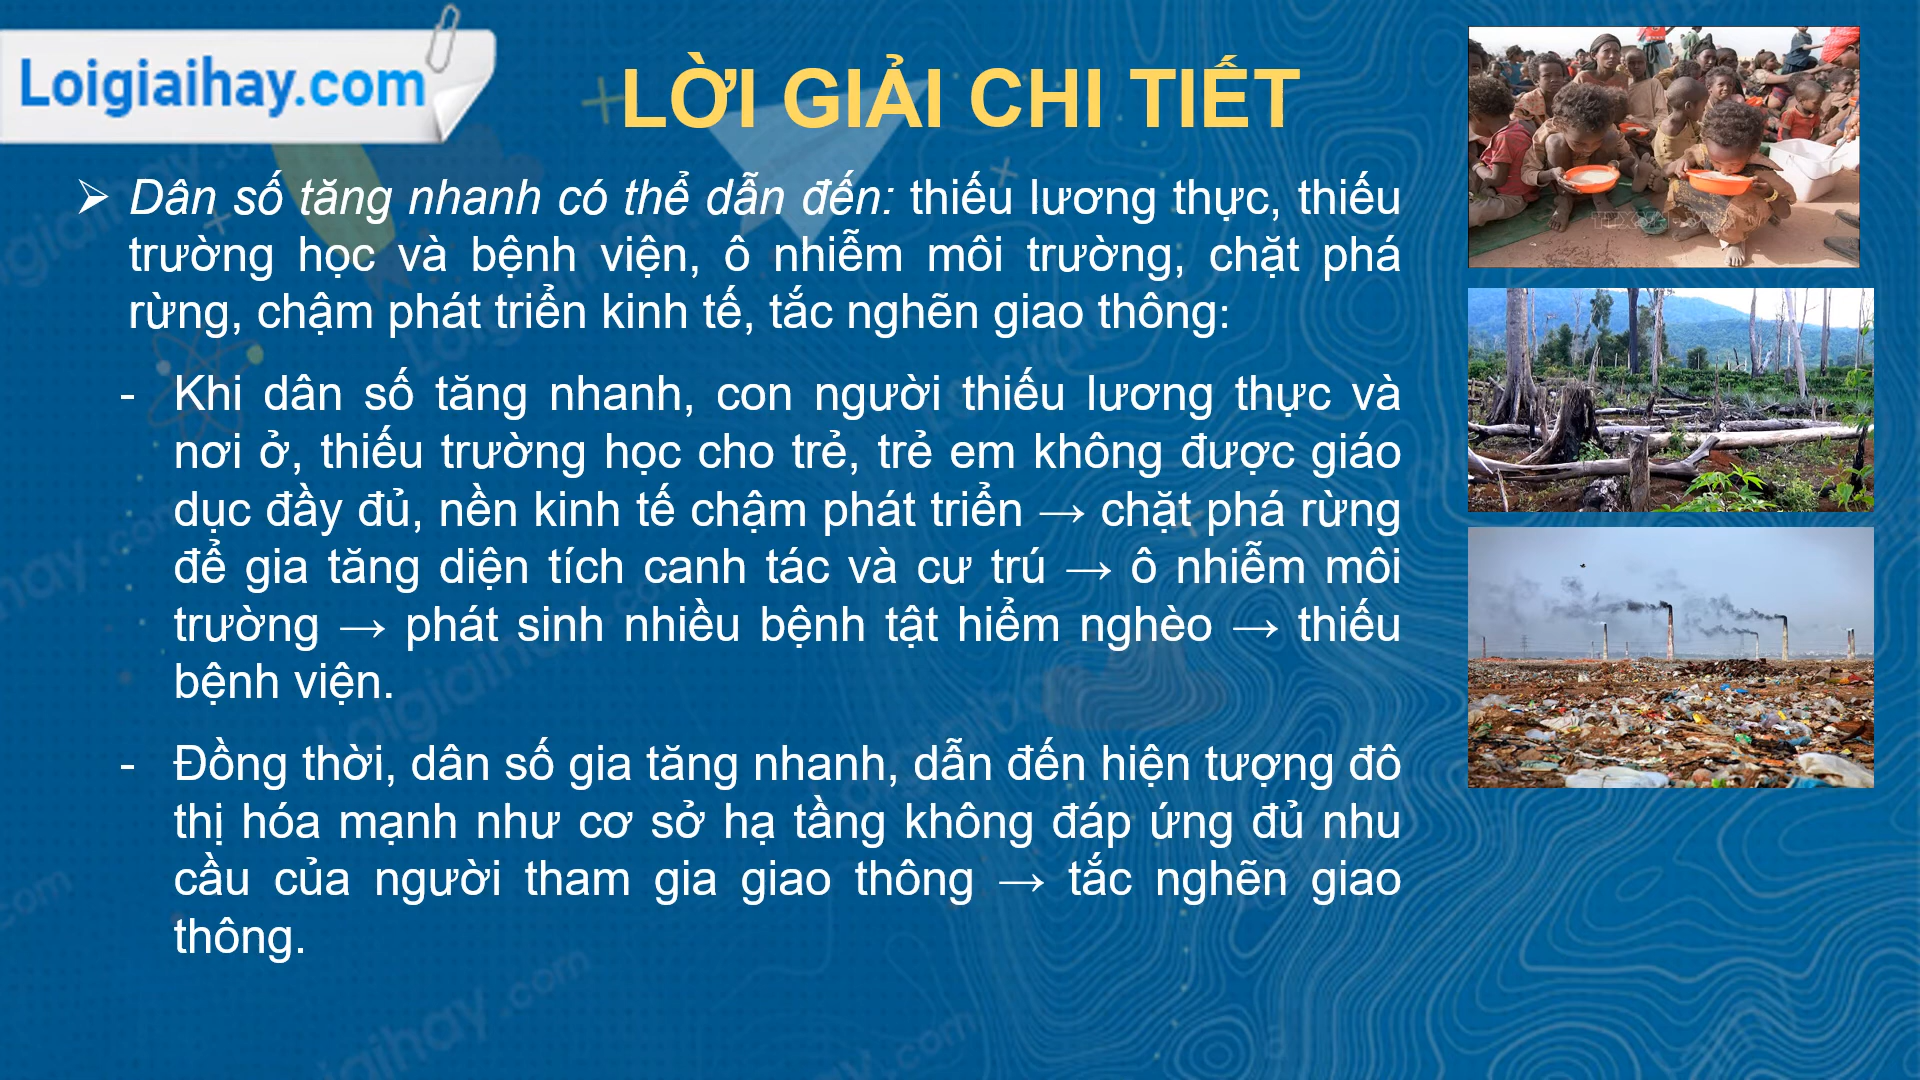 Loigiaihay.com
LỜI GIẢI CHI TIẾT
➢ Dân số tăng nhanh có thể dẫn đến: thiếu lương thực, thiếu
trường học và bệnh viện, ô nhiễm môi trường, chặt phá
rừng, chậm phát triển kinh tế, tắc nghẽn giao thông:
- Khi dân số tăng nhanh, con người thiếu lương thực và
nơi ở, thiếu trường học cho trẻ, trẻ em không được giáo
dục đầy đủ, nền kinh tế chậm phát triển → chặt phá rừng
để gia tăng diện tích canh tác và cư trú → ô nhiễm môi
trường → phát sinh nhiều bệnh tật hiểm nghèo → thiếu
bệnh viện.
- Đồng thời, dân số gia tăng nhanh, dẫn đến hiện tượng đô
thị hóa mạnh như cơ sở hạ tầng không đáp ứng đủ nhu
cầu của người tham gia giao thông → tắc nghẽn giao
thông.